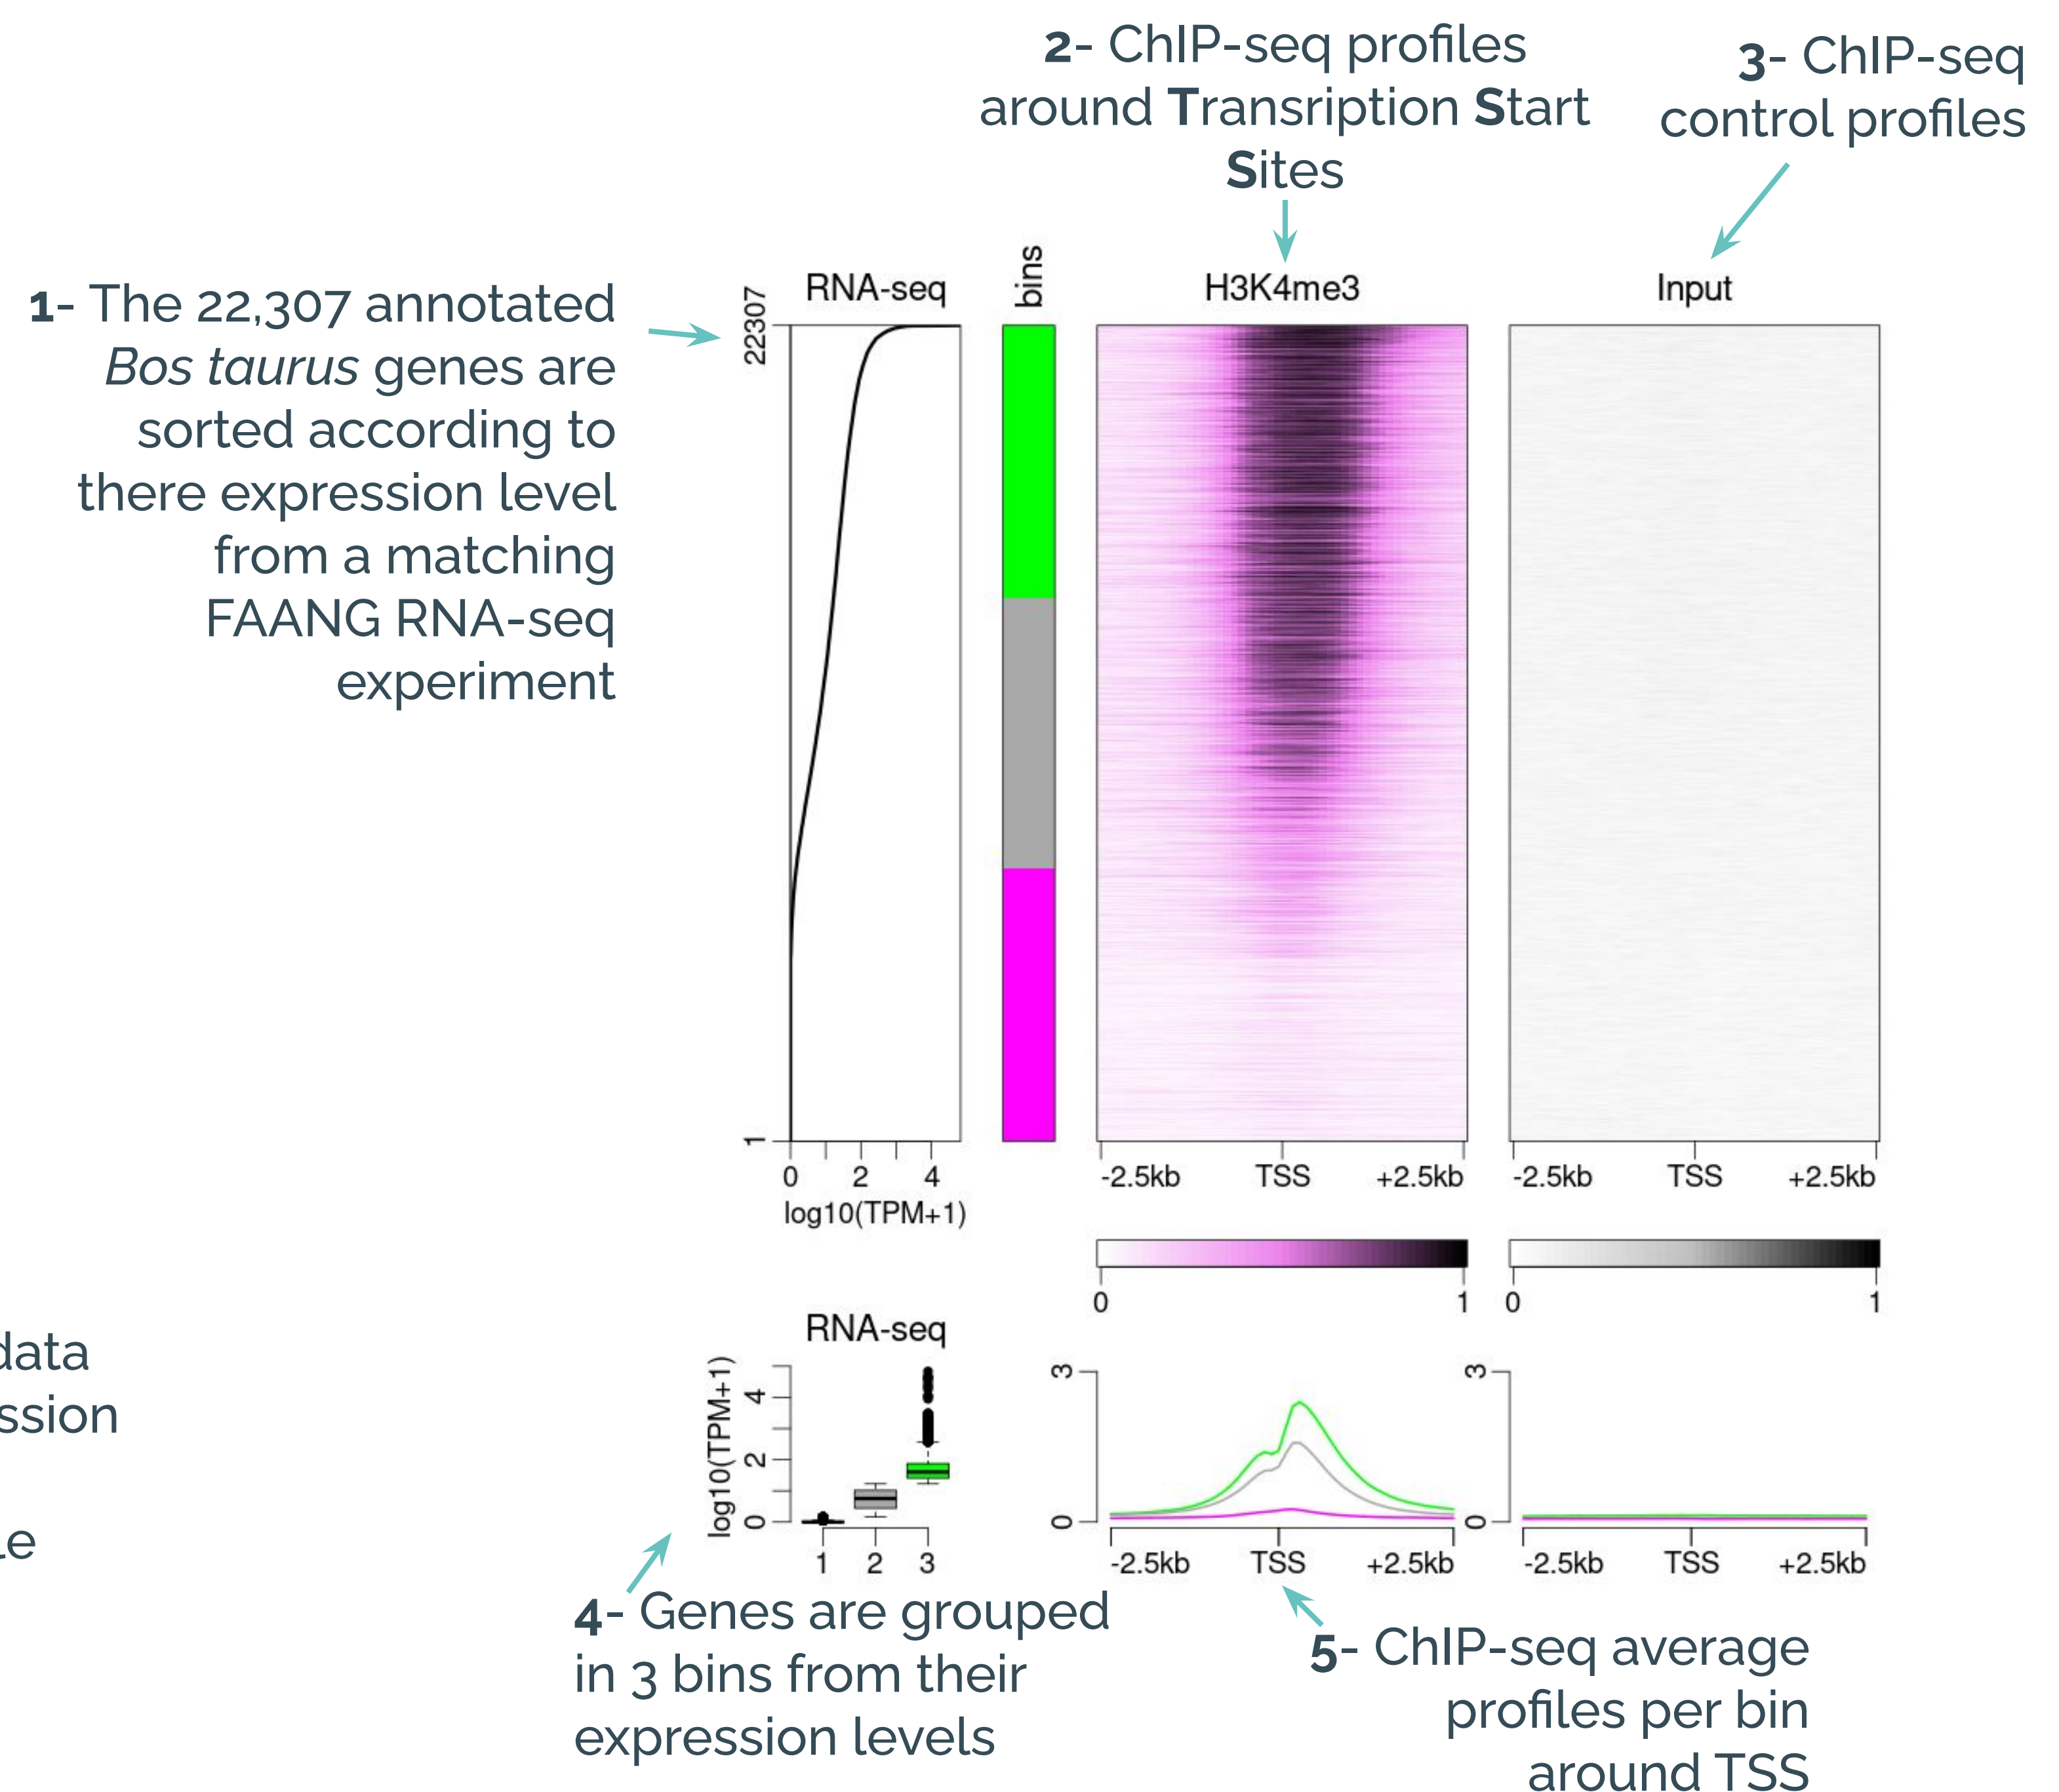 2- ChIP-seq profiles
around Transription Start
Sites
3- ChIP-seq
control profiles
1- The 22,307 annotated
Bos taurus genes are
sorted according to
there expression level
from a matching
FAANG RNA-seq
experiment
RNA-seq
bins
H3K4me3
Input
22307
1
0 2 4
log10(TPM+1)
-2.5kb TSS +2.5kb
-2.5kb TSS +2.5kb
0 1
0 1
RNA-seq
log10(TPM+1)
0 2 4
1 2 3
3
0
-2.5kb TSS +2.5kb
3
0
-2.5kb TSS +2.5kb
4- Genes are grouped
in 3 bins from their
expression levels
5- ChIP-seq average
profiles per bin
around TSS